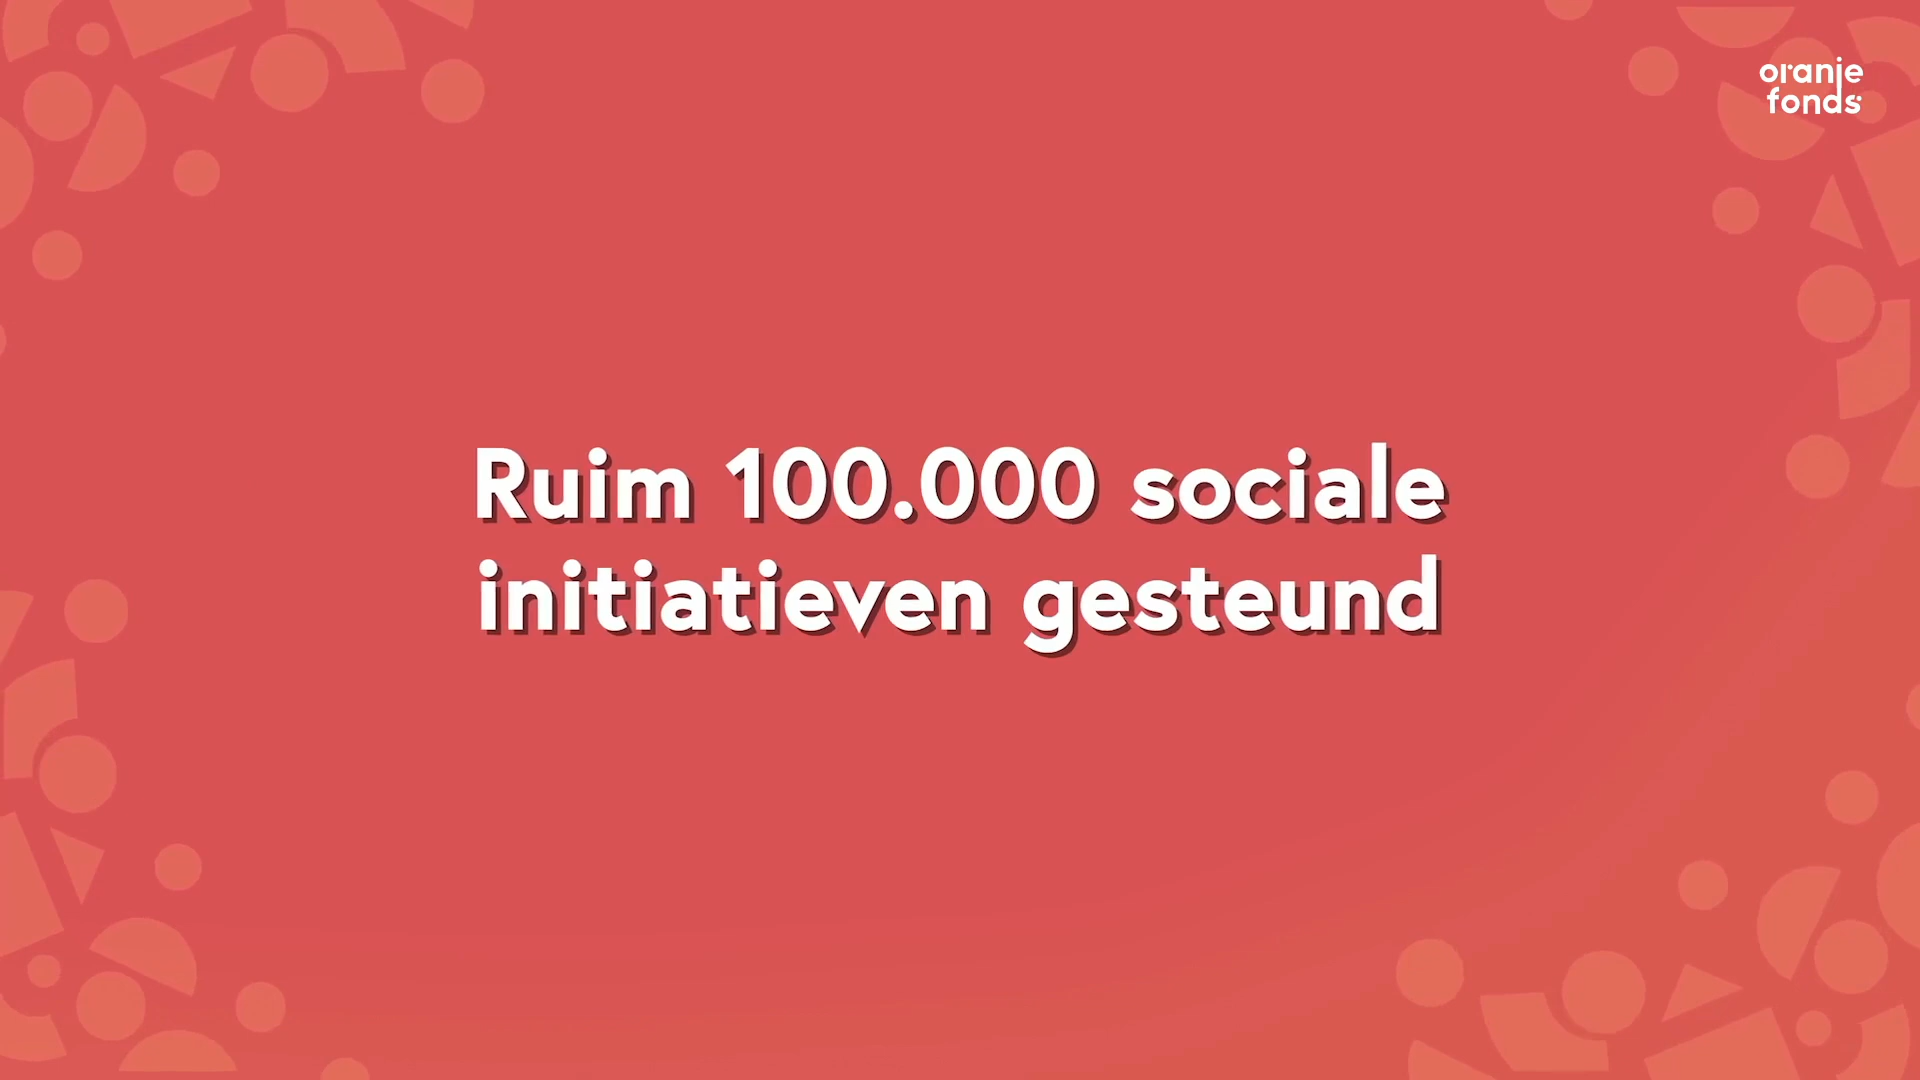 oranje
fonds
Ruim 100.000 sociale
initiatieven gesteund